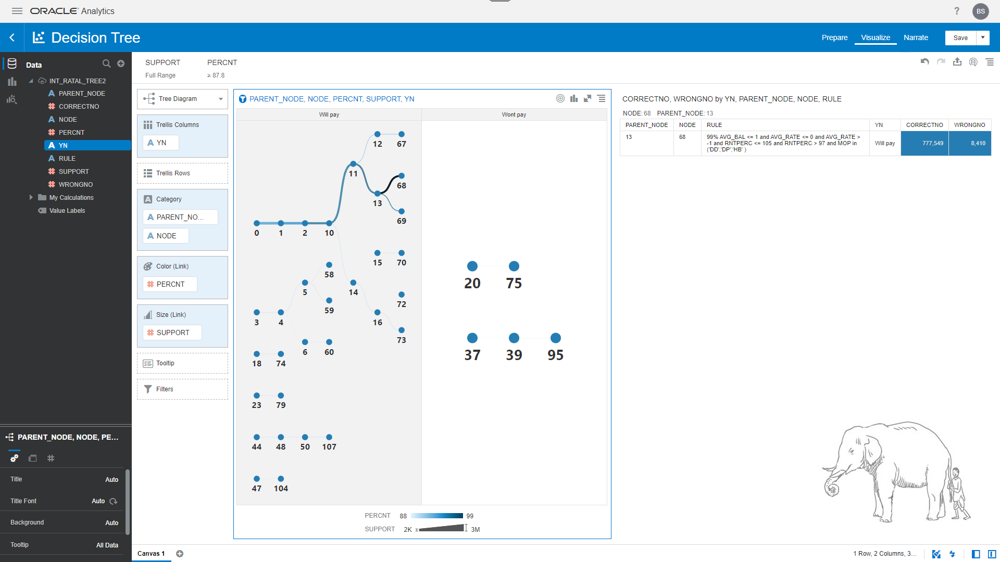 ORACLE Analytics
?
BS
Decision Tree
Prepare
Visualize
Narrate
Save
Data
INT_RATAL_TREE2
A PARENT_NODE
# CORRECTNO
A NODE
# PERCNT
A YN
A RULE
# SUPPORT
# WRONGNO
My Calculations
Value Labels
PARENT_NODE, NODE, PE...
Title Auto
Title Font Auto
Background Auto
Tooltip All Data
SUPPORT PERCNT
Full Range ≥ 87.8
Tree Diagram
Trellis Columns
A YN
Trellis Rows
A Category
A PARENT_NO...
A NODE
Color (Link)
# PERCNT
Size (Link)
# SUPPORT
Tooltip
Filters
PARENT_NODE, NODE, PERCNT, SUPPORT, YN
Will pay Wont pay
12 67
11
68
13
69
0 1 2 10
15 70
58
5 14
59
72
3 4 16
73
6 60
18 74
23 79
44 48 50 107
47 104
20 75
37 39 95
PERCNT 88 99
SUPPORT 2K 3M
CORRECTNO, WRONGNO by YN, PARENT_NODE, NODE, RULE
NODE: 68 PARENT_NODE: 13
PARENT_NODE NODE RULE YN CORRECTNO WRONGNO
13 68 99% AVG_BAL <= 1 and AVG_RATE <= 0 and AVG_RATE >
-1 and RNTPERC <= 105 and RNTPERC > 97 and MOP in
('DD','DP','HB' )
Will pay 777,549 8,410
Canvas 1
1 Row, 2 Columns, 3...